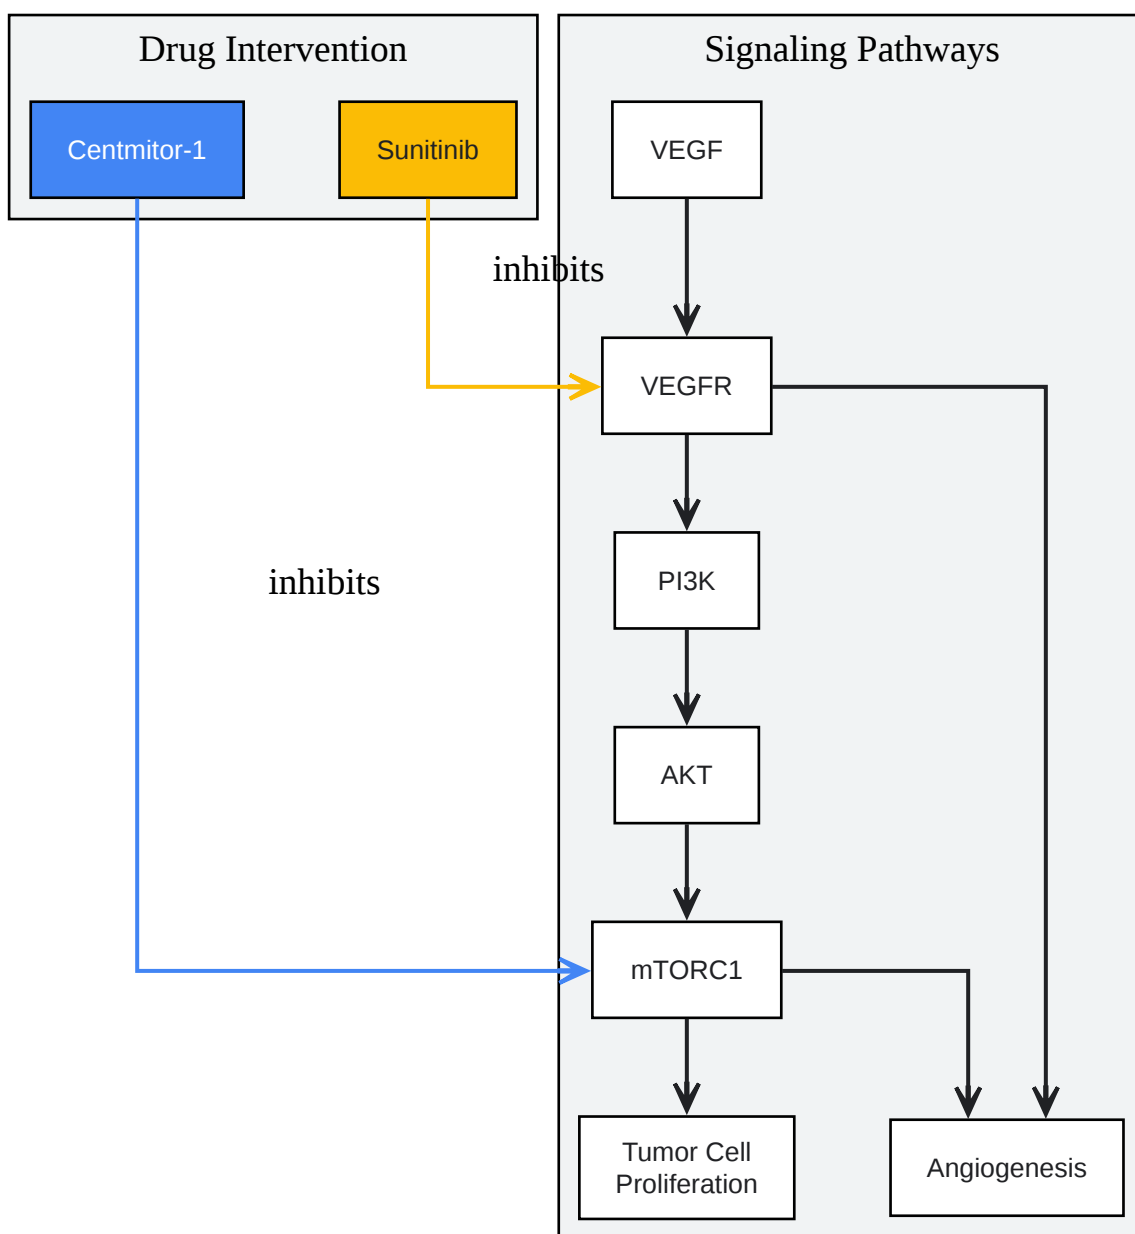 Drug Intervention
Signaling Pathways
Centmitor-1
Sunitinib
VEGF
inhibits
VEGFR
PI3K
inhibits
AKT
mTORC1
Tumor Cell
Proliferation
Angiogenesis